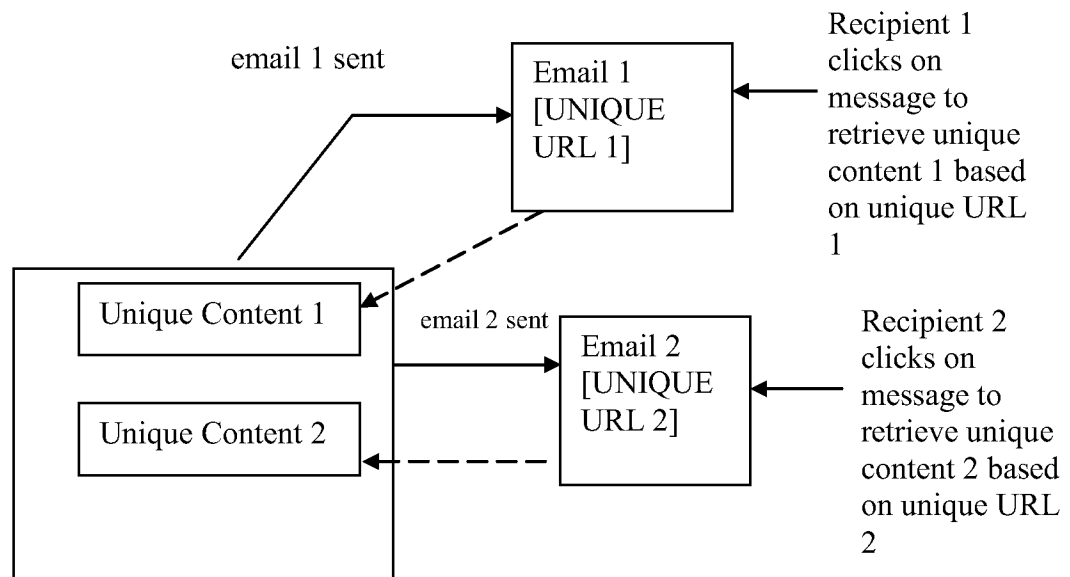 email 1 sent
Email 1
[UNIQUE
URL 1]
Recipient 1
clicks on
message to
retrieve unique
content 1 based
on unique URL
1
Unique Content 1
email 2 sent
Email 2
[UNIQUE
URL 2]
Recipient 2
clicks on
message to
retrieve unique
content 2 based
on unique URL
2
Unique Content 2